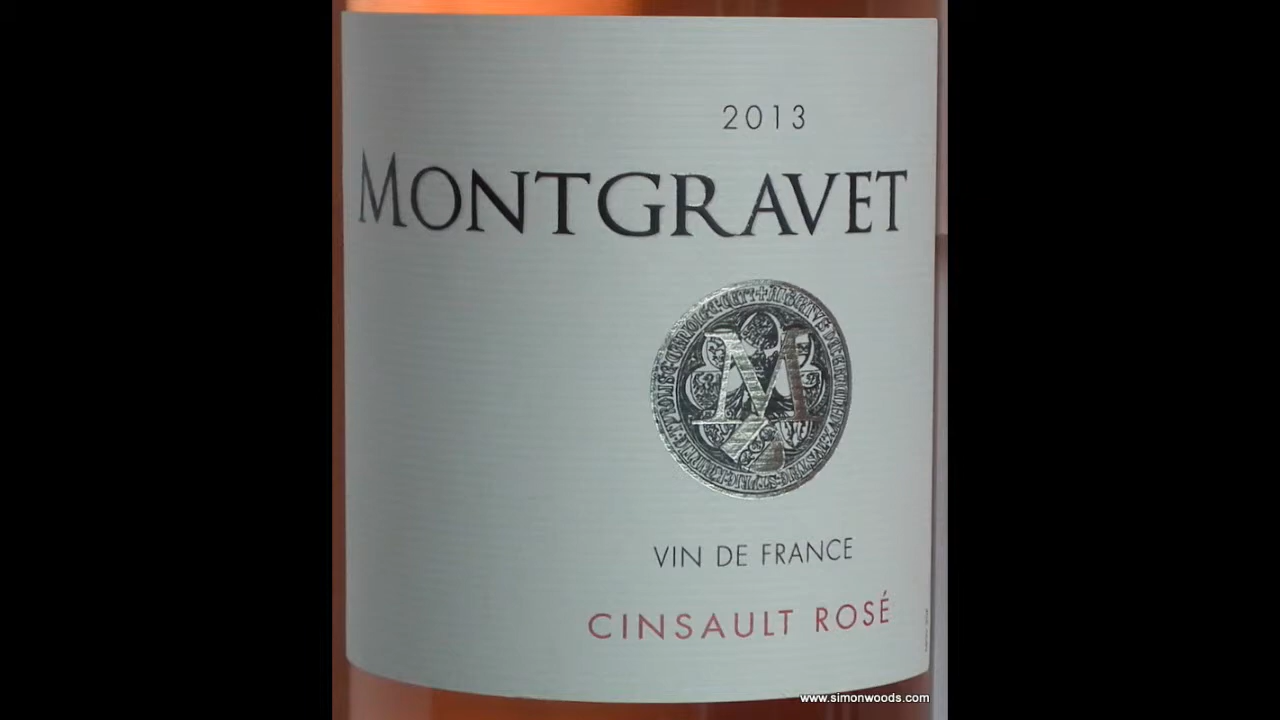 2013
MONTGRAVET
M
VIN DE FRANCE
CINSAULT ROSÉ
www.simonwoods.com